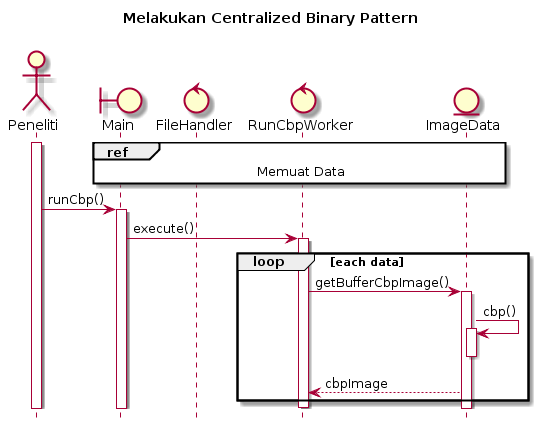 Melakukan Centralized Binary Pattern
Peneliti
Main
FileHandler
RunCbpWorker
ImageData
ref
Memuat Data
runCbp()
execute()
loop
[each data]
getBufferCbpImage()
cbp()
cbpImage